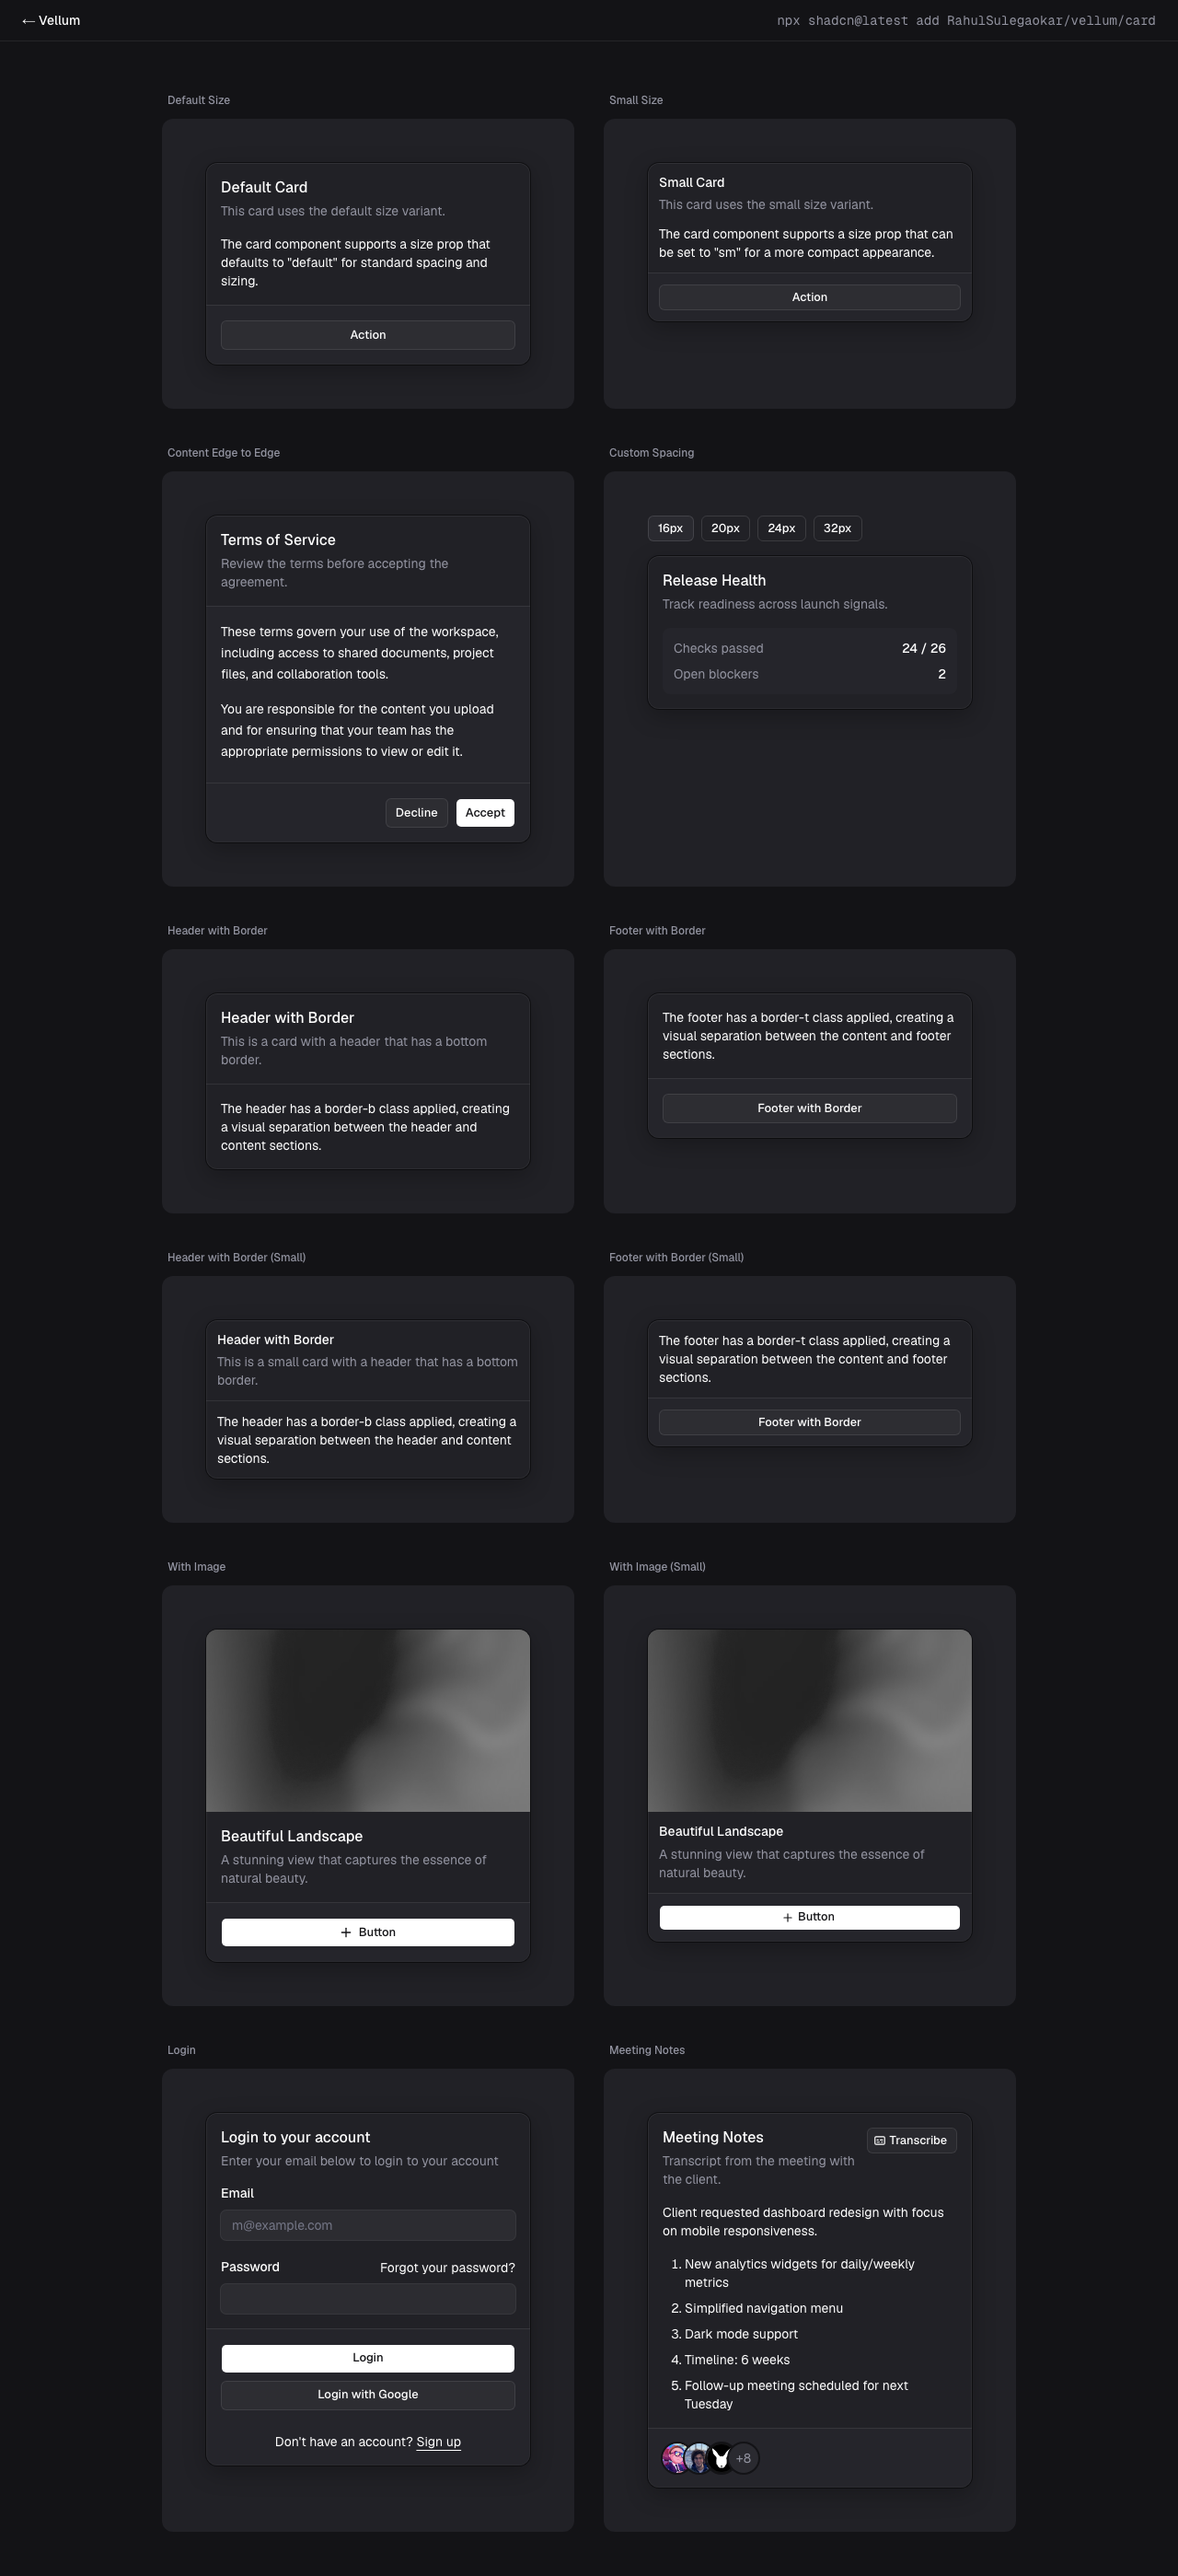 ← Vellum
npx shadcn@latest add RahulSulegaokar/vellum/card
Default Size
Default Card
This card uses the default size variant.
The card component supports a size prop that
defaults to "default" for standard spacing and
sizing.
Action
Small Size
Small Card
This card uses the small size variant.
The card component supports a size prop that can
be set to "sm" for a more compact appearance.
Action
Content Edge to Edge
Terms of Service
Review the terms before accepting the
agreement.
These terms govern your use of the workspace,
including access to shared documents, project
files, and collaboration tools.
You are responsible for the content you upload
and for ensuring that your team has the
appropriate permissions to view or edit it.
Decline
Accept
Custom Spacing
16px
20px
24px
32px
Release Health
Track readiness across launch signals.
Checks passed 24 / 26
Open blockers 2
Header with Border
Header with Border
This is a card with a header that has a bottom
border.
The header has a border-b class applied, creating
a visual separation between the header and
content sections.
Footer with Border
The footer has a border-t class applied, creating a
visual separation between the content and footer
sections.
Footer with Border
Header with Border (Small)
Header with Border
This is a small card with a header that has a bottom
border.
The header has a border-b class applied, creating a
visual separation between the header and content
sections.
Footer with Border (Small)
The footer has a border-t class applied, creating a
visual separation between the content and footer
sections.
Footer with Border
With Image
Beautiful Landscape
A stunning view that captures the essence of
natural beauty.
+ Button
With Image (Small)
Beautiful Landscape
A stunning view that captures the essence of
natural beauty.
+ Button
Login
Login to your account
Enter your email below to login to your account
Email
m@example.com
Password Forgot your password?
Login
Login with Google
Don't have an account? Sign up
Meeting Notes
Meeting Notes
Transcribe
Transcript from the meeting with
the client.
Client requested dashboard redesign with focus
on mobile responsiveness.
1. New analytics widgets for daily/weekly
metrics
2. Simplified navigation menu
3. Dark mode support
4. Timeline: 6 weeks
5. Follow-up meeting scheduled for next
Tuesday
+8